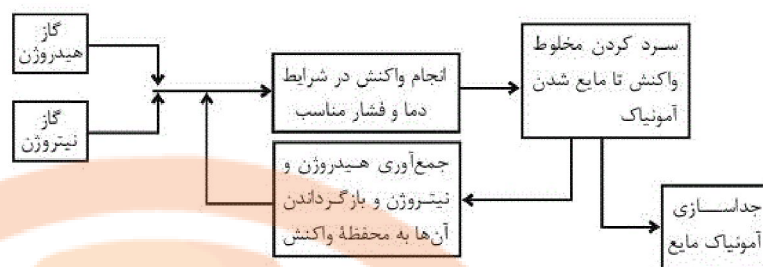 گاز
هیدروژن
گاز
نیتروژن
انجام واکنش در شرایط
دما و فشار مناسب
سرد کردن مخلوط
واکنش تا مایع شدن
آمونیاک
جمع‌آوری هیدروژن و
نیتروژن و بازگرداندن
آن‌ها به محفظهٔ واکنش
جداسازی
آمونیاک مایع